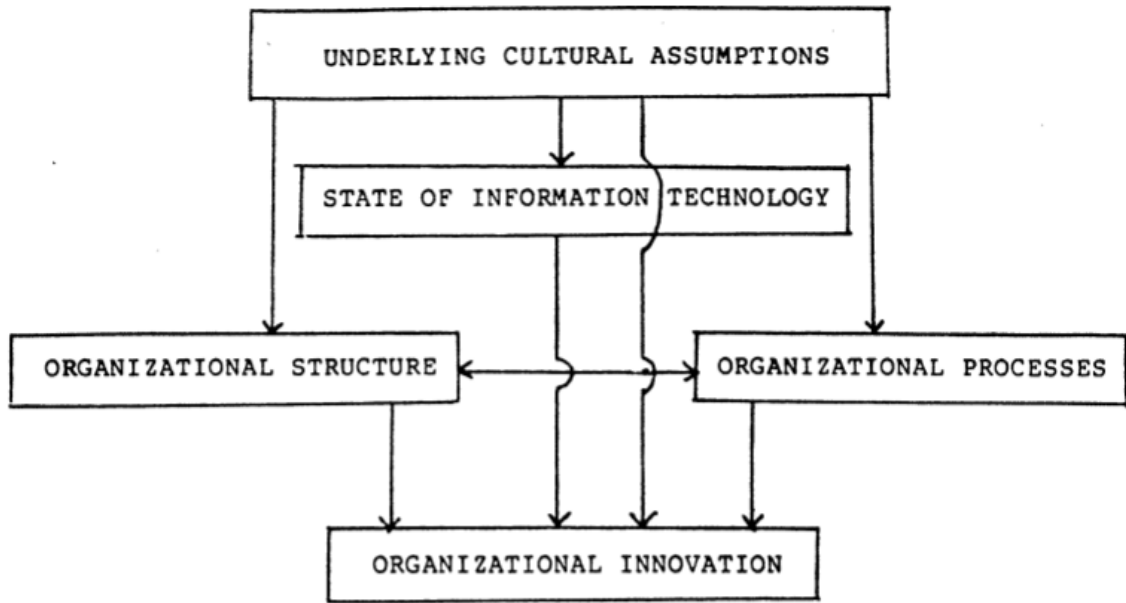 UNDERLYING CULTURAL ASSUMPTIONS
STATE OF INFORMATION TECHNOLOGY
ORGANIZATIONAL STRUCTURE
ORGANIZATIONAL PROCESSES
ORGANIZATIONAL INNOVATION